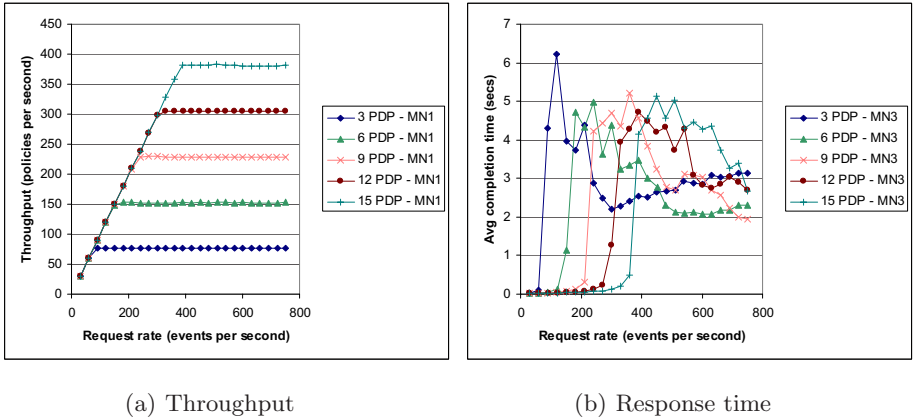 450
400
350
300
250
200
150
100
50
0
Throughput (policies per second)
0 200 400 600 800
Request rate (events per second)
3 PDP - MN1
6 PDP - MN1
9 PDP - MN1
12 PDP - MN1
15 PDP - MN1
(a) Throughput
7
6
5
4
3
2
1
0
Avg completion time (secs)
0 200 400 600 800
Request rate (events per second)
3 PDP - MN3
6 PDP - MN3
9 PDP - MN3
12 PDP - MN3
15 PDP - MN3
(b) Response time